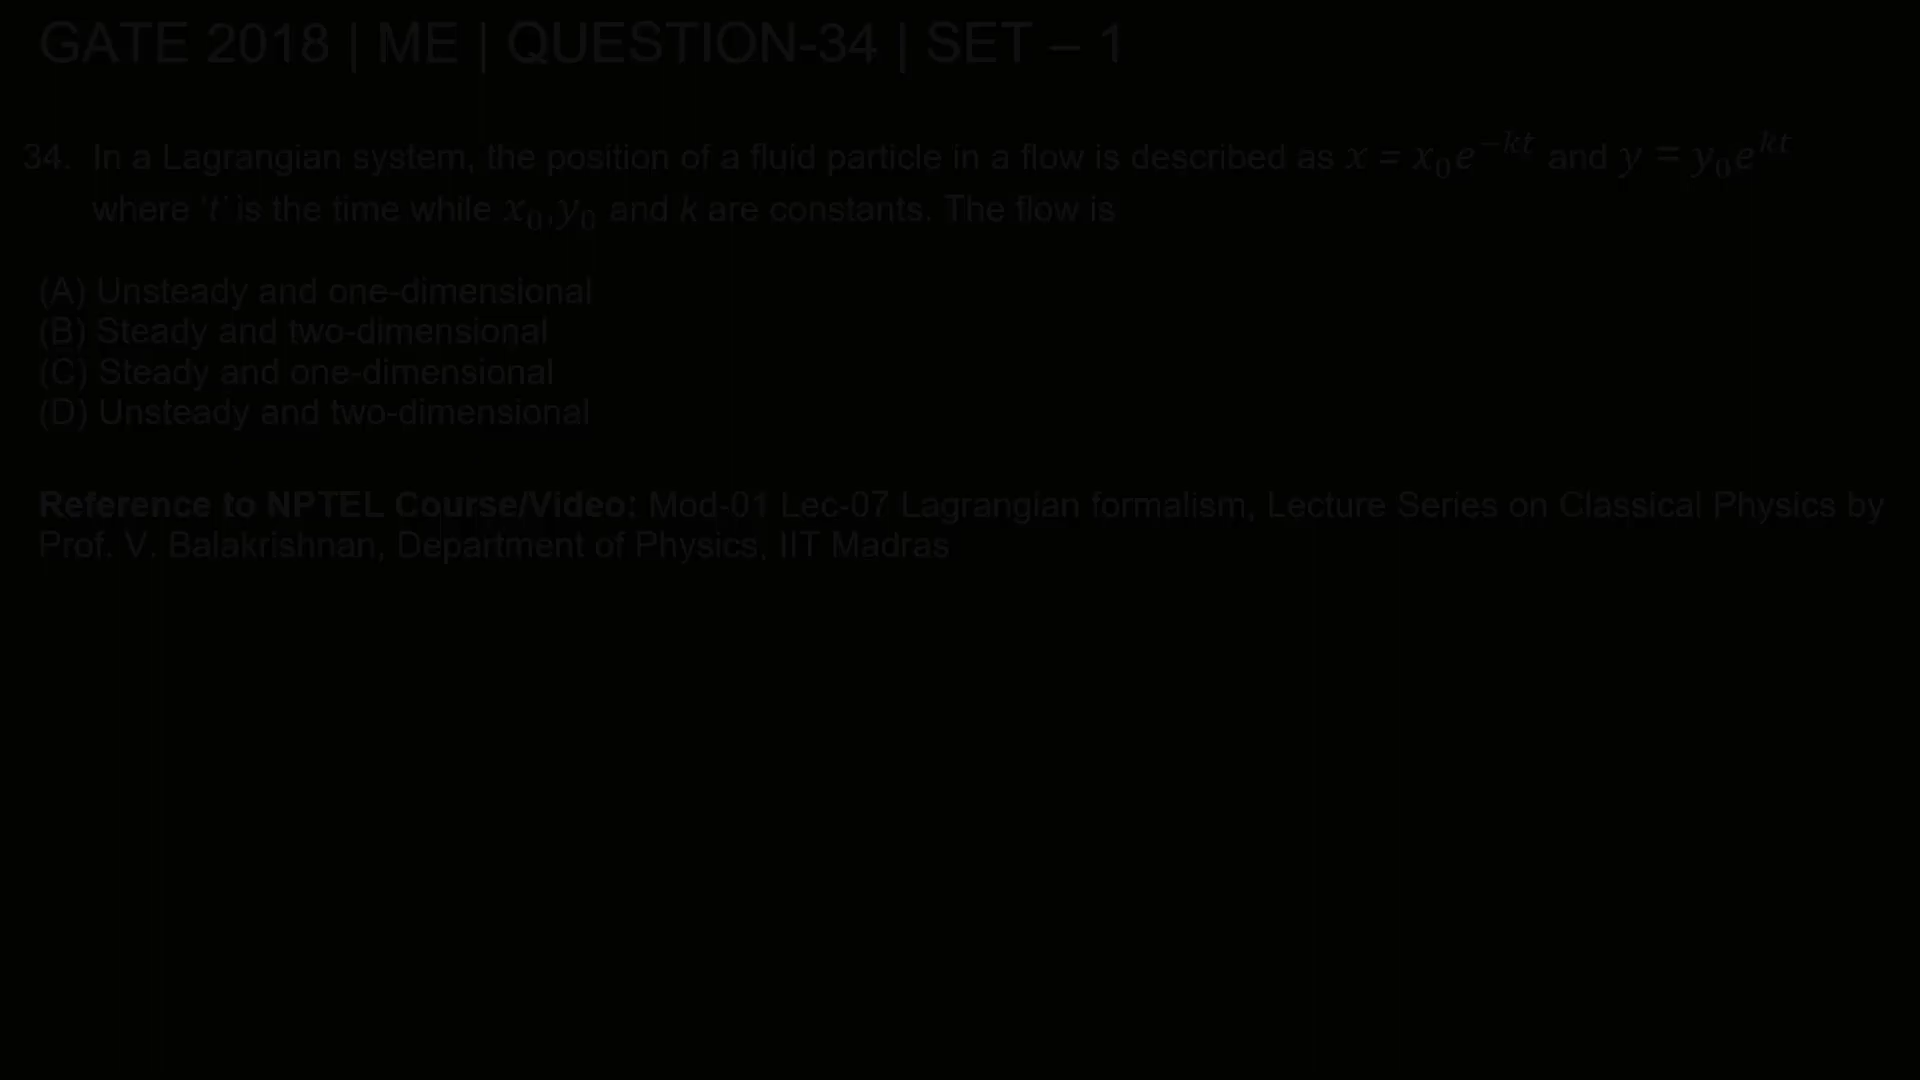 GATE 2018 | ME | QUESTION-34 | SET – 1
34. In a Lagrangian system, the position of a fluid particle in a flow is described as x = x₀e^{−kt} and y = y₀e^{kt}
where 't' is the time while x₀, y₀ and k are constants. The flow is
(A) Unsteady and one-dimensional
(B) Steady and two-dimensional
(C) Steady and one-dimensional
(D) Unsteady and two-dimensional
Reference to NPTEL Course/Video: Mod-01 Lec-07 Lagrangian formalism, Lecture Series on Classical Physics by
Prof. V. Balakrishnan, Department of Physics, IIT Madras